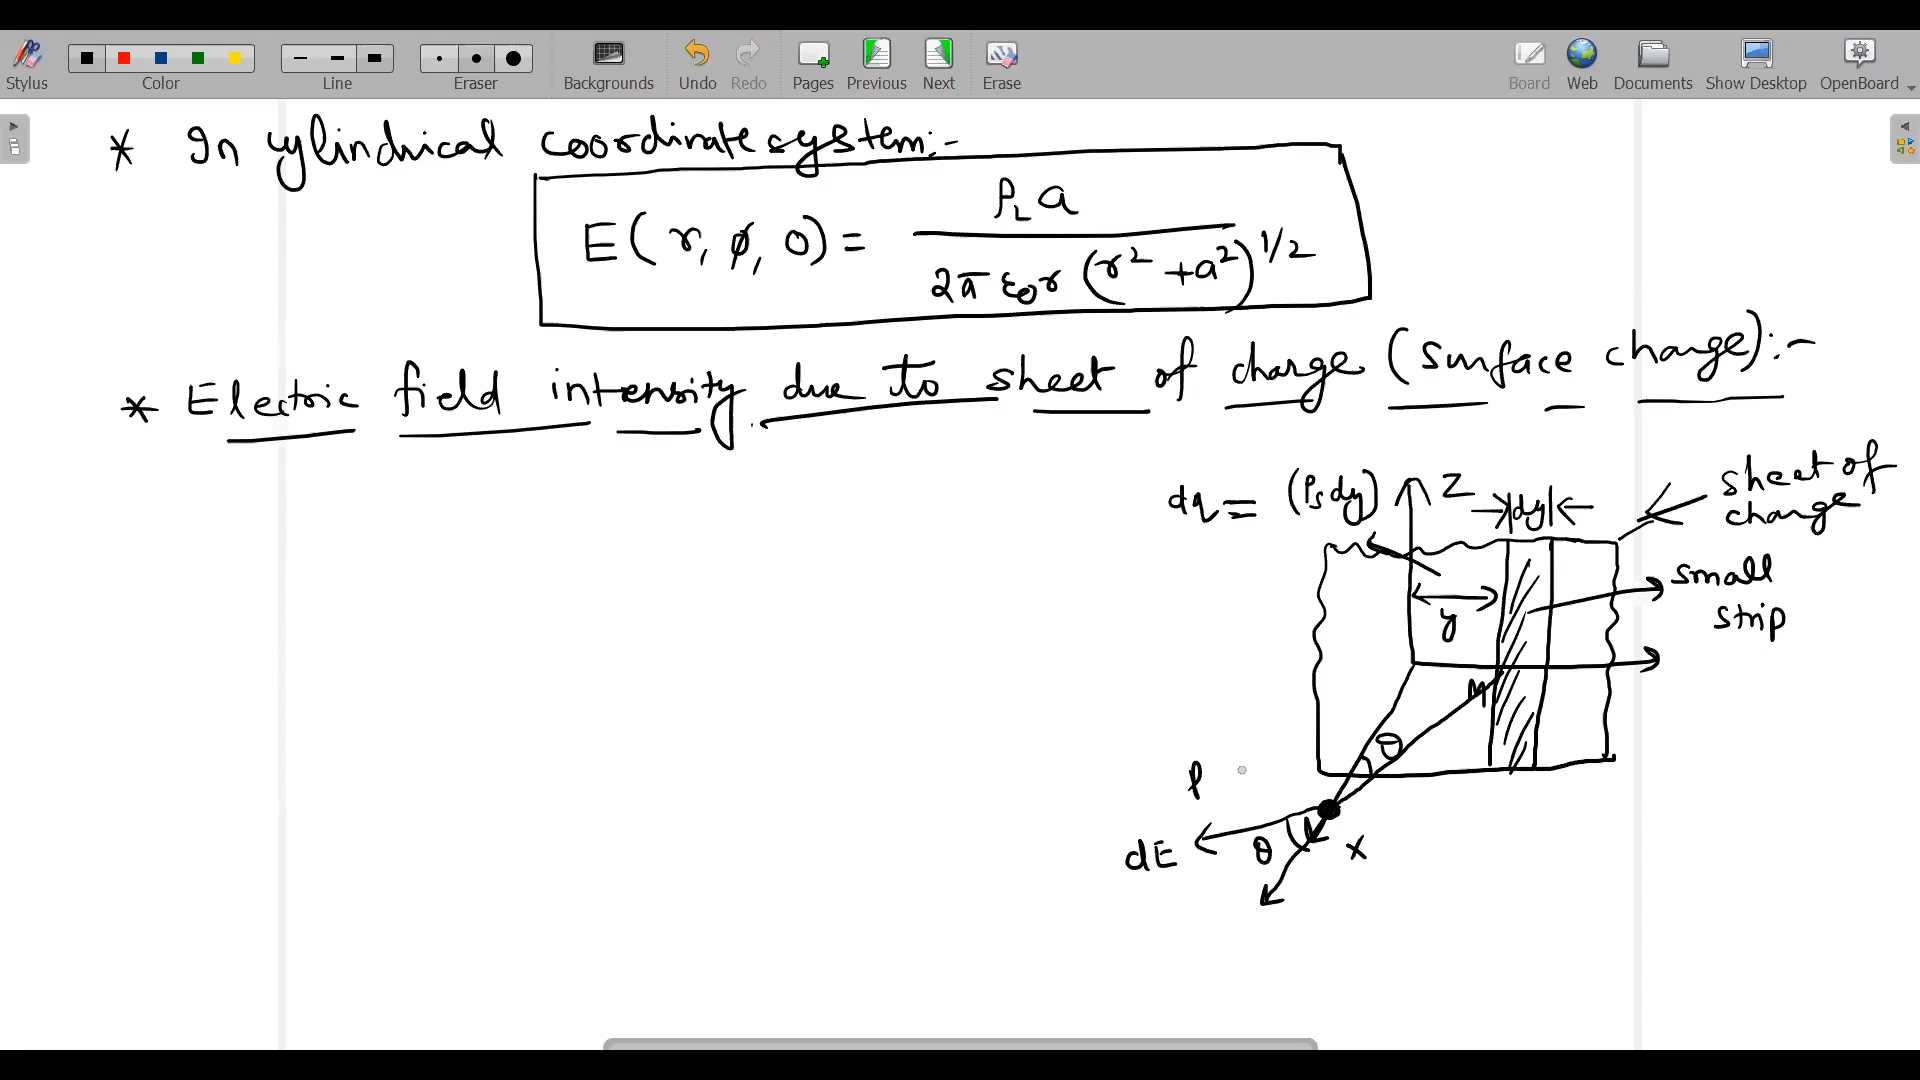 Stylus Color Line Eraser Backgrounds Undo Redo Pages Previous Next Erase Board Web Documents Show Desktop OpenBoard
* In cylindrical coordinate system:-
E(r, φ, 0) = ρL a / 2π ε0 r (r² + a²)^1/2
* Electric field intensity due to sheet of charge (surface charge):-
dq = (ρs dy)
Z
dy
sheet of
charge
small
strip
y
M
θ
P
dE
θ
x